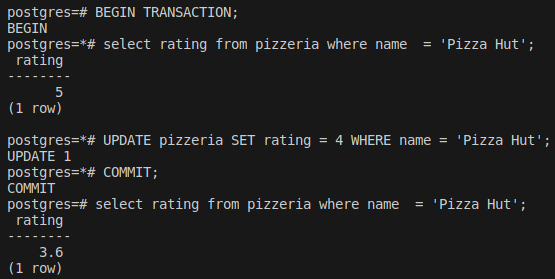 postgres=# BEGIN TRANSACTION;
BEGIN
postgres=*# select rating from pizzeria where name  = 'Pizza Hut';
 rating
--------
      5
(1 row)

postgres=*# UPDATE pizzeria SET rating = 4 WHERE name = 'Pizza Hut';
UPDATE 1
postgres=*# COMMIT;
COMMIT
postgres=# select rating from pizzeria where name  = 'Pizza Hut';
 rating
--------
    3.6
(1 row)